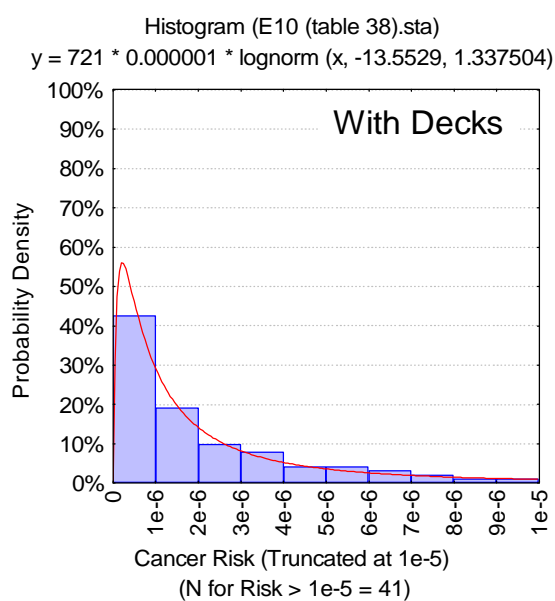 Histogram (E10 (table 38).sta)
y = 721 * 0.000001 * lognorm (x, -13.5529, 1.337504)
With Decks
Probability Density
100%
90%
80%
70%
60%
50%
40%
30%
20%
10%
0%
0
1e-6
2e-6
3e-6
4e-6
5e-6
6e-6
7e-6
8e-6
9e-6
1e-5
Cancer Risk (Truncated at 1e-5)
(N for Risk > 1e-5 = 41)